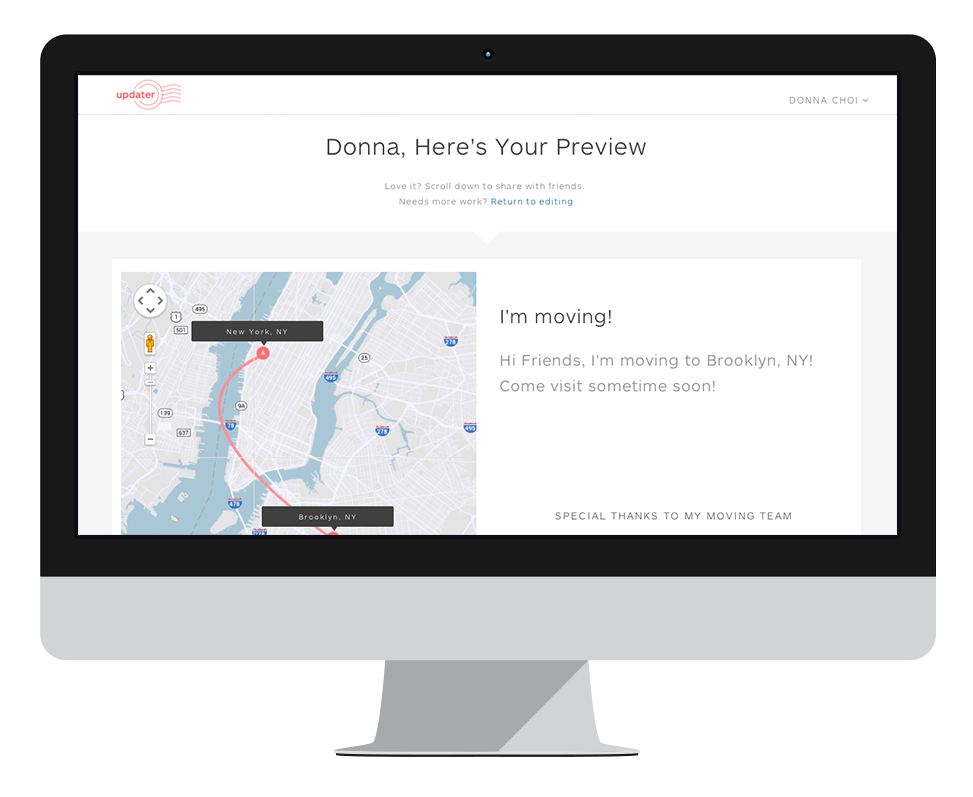 updater
DONNA CHOI
Donna, Here's Your Preview
Love it? Scroll down to share with friends.
Needs more work? Return to editing
495
1
501
New York, NY
A
278
25
495
9A
139
78
637
278
495
478
Brooklyn, NY
278
I'm moving!
Hi Friends, I'm moving to Brooklyn, NY!
Come visit sometime soon!
SPECIAL THANKS TO MY MOVING TEAM